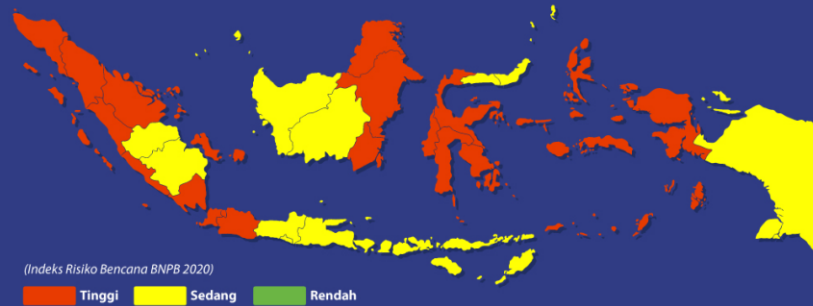 (Indeks Risiko Bencana BNPB 2020)
Tinggi Sedang Rendah